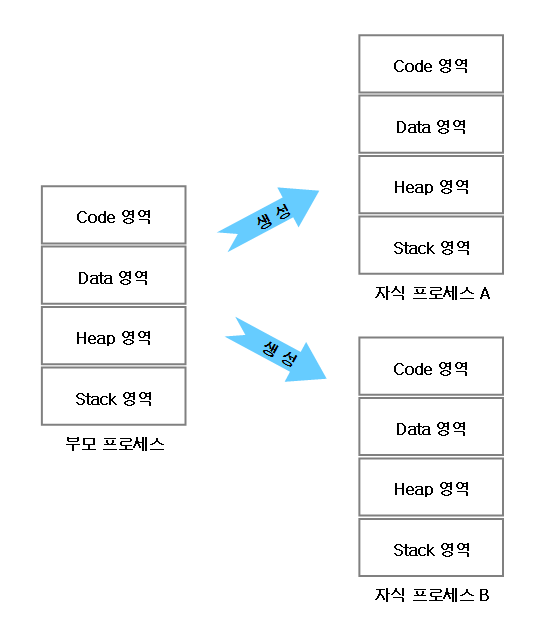 Code 영역
Data 영역
Heap 영역
Stack 영역
부모 프로세스
생 성
생 성
Code 영역
Data 영역
Heap 영역
Stack 영역
자식 프로세스 A
Code 영역
Data 영역
Heap 영역
Stack 영역
자식 프로세스 B